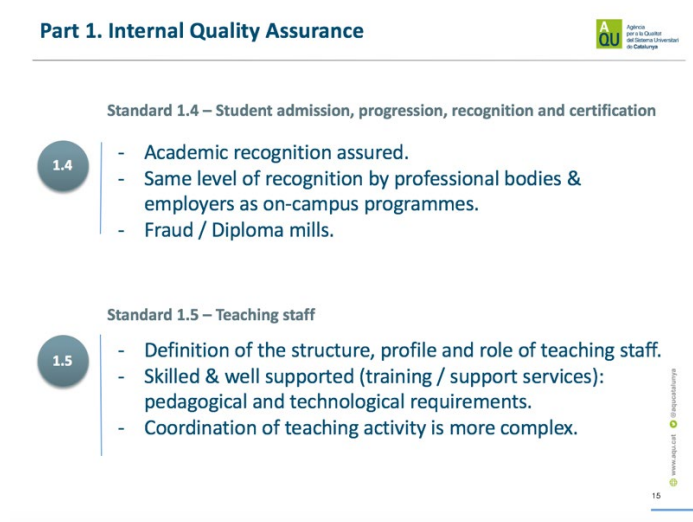 Part 1. Internal Quality Assurance
A
QU
Agència
per a la Qualitat
del Sistema Universitari
de Catalunya
Standard 1.4 – Student admission, progression, recognition and certification
1.4
- Academic recognition assured.
- Same level of recognition by professional bodies &
employers as on-campus programmes.
- Fraud / Diploma mills.
Standard 1.5 – Teaching staff
1.5
- Definition of the structure, profile and role of teaching staff.
- Skilled & well supported (training / support services):
pedagogical and technological requirements.
- Coordination of teaching activity is more complex.
www.aqu.cat @aqucatalunya
15